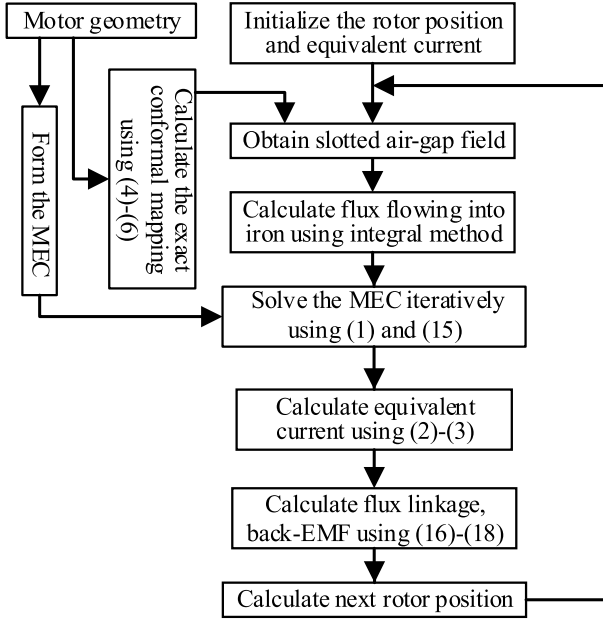 Motor geometry
Form the MEC
Calculate the exact
conformal mapping
using (4)-(6)
Initialize the rotor position
and equivalent current
Obtain slotted air-gap field
Calculate flux flowing into
iron using integral method
Solve the MEC iteratively
using (1) and (15)
Calculate equivalent
current using (2)-(3)
Calculate flux linkage,
back-EMF using (16)-(18)
Calculate next rotor position